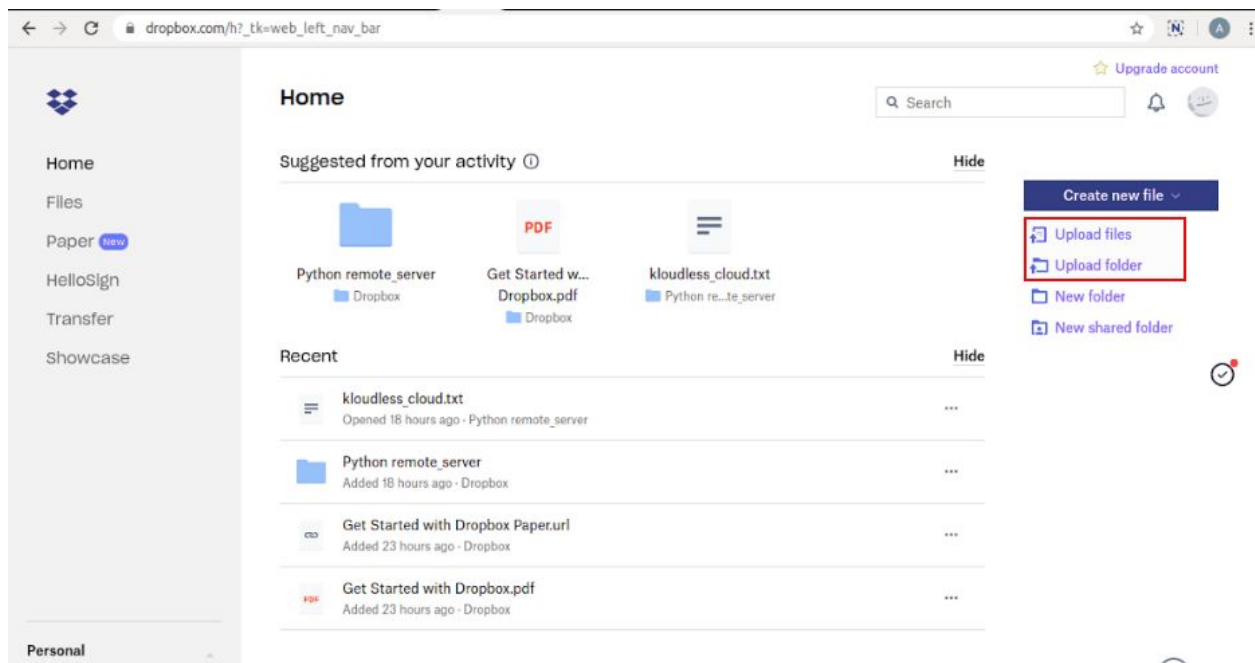 dropbox.com/h?_tk=web_left_nav_bar
N
A
Upgrade account
Home
Search
Home
Files
Paper New
HelloSign
Transfer
Showcase
Personal
Suggested from your activity
Hide
Python remote_server
Dropbox
PDF
Get Started w...
Dropbox.pdf
Dropbox
kloudless_cloud.txt
Python re...te_server
Recent
Hide
kloudless_cloud.txt
Opened 18 hours ago · Python remote_server
Python remote_server
Added 18 hours ago · Dropbox
Get Started with Dropbox Paper.url
Added 23 hours ago · Dropbox
PDF
Get Started with Dropbox.pdf
Added 23 hours ago · Dropbox
Create new file
Upload files
Upload folder
New folder
New shared folder